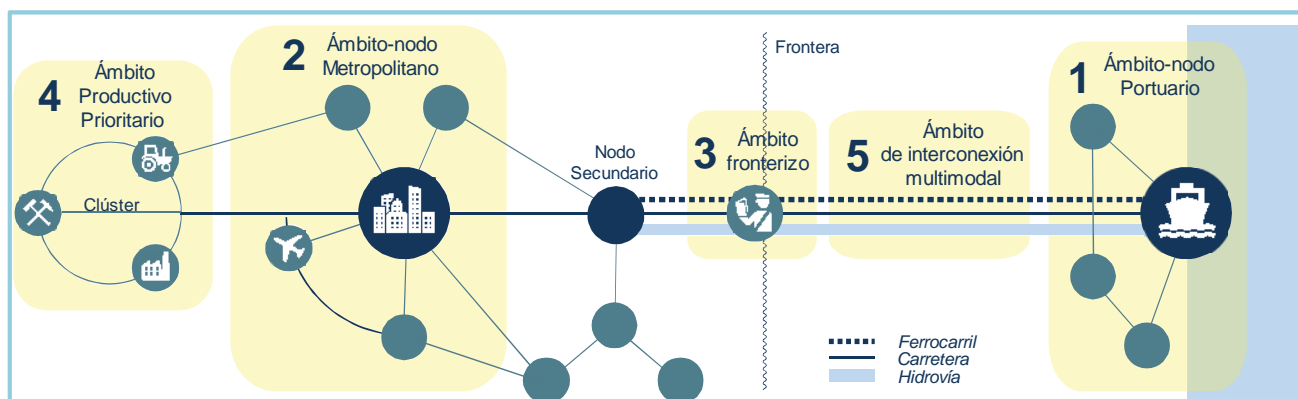 4
Ámbito
Productivo
Prioritario
Clúster
2
Ámbito-nodo
Metropolitano
Nodo
Secundario
Frontera
3
Ámbito
fronterizo
5
Ámbito
de interconexión
multimodal
1
Ámbito-nodo
Portuario
Ferrocarril
Carretera
Hidrovía